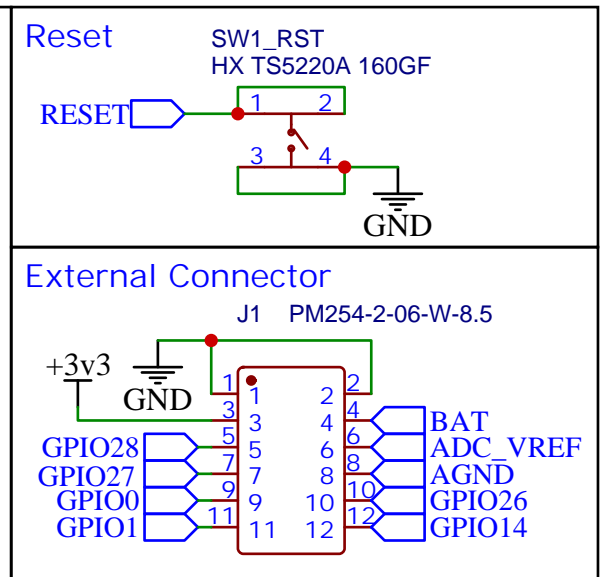 Reset
SW1_RST
HX TS5220A 160GF
RESET
1 2
3 4
GND
External Connector
J1 PM254-2-06-W-8.5
+3v3
GND
1 1 2 2
3 3 4 4 BAT
GPIO28 5 5 6 6 ADC_VREF
GPIO27 7 7 8 8 AGND
GPIO0 9 9 10 10 GPIO26
GPIO1 11 11 12 12 GPIO14